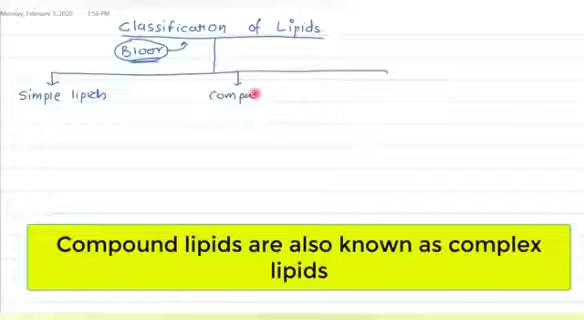 Monday, February 3, 2020 7:56 PM
Classification of Lipids.
Bloor
Simple lipids
Compou
Compound lipids are also known as complex
lipids